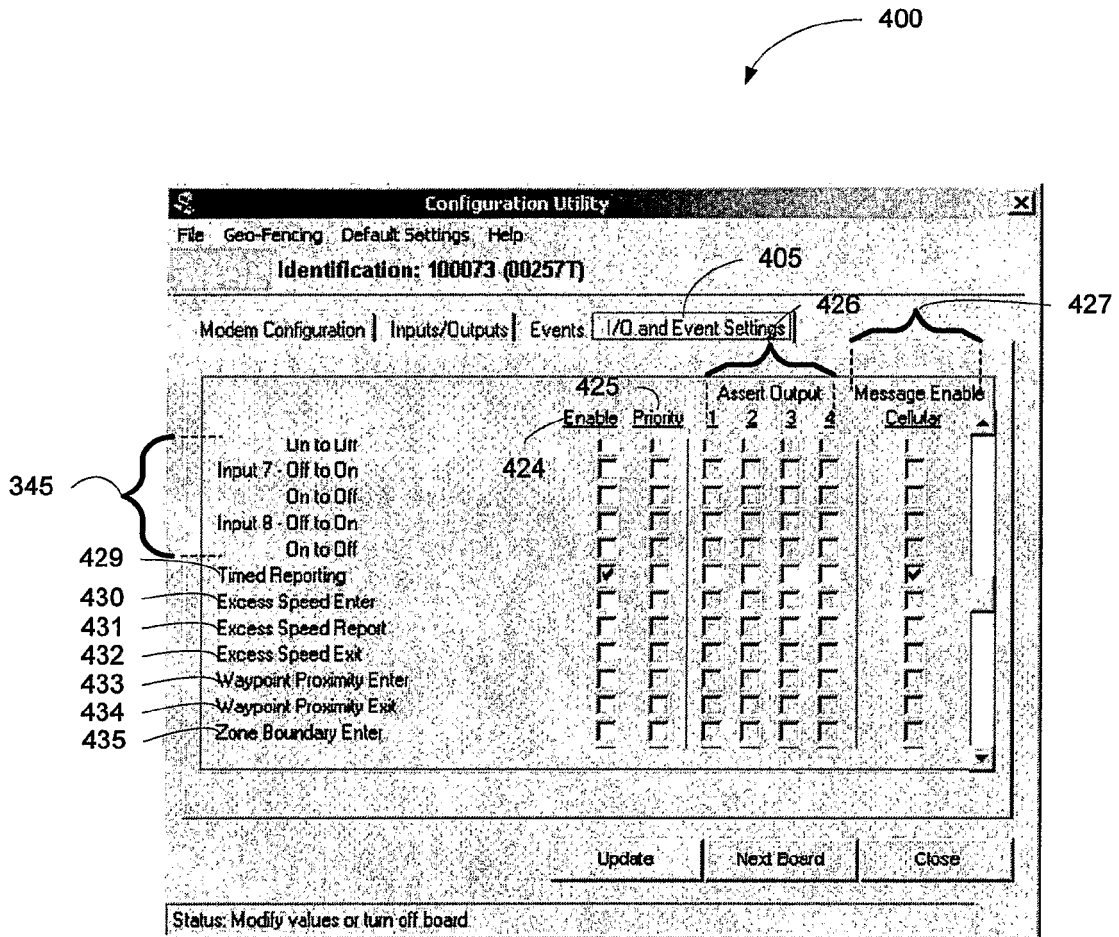 400
Configuration Utility
File Geo-Fencing Default Settings Help
Identification: 100073 (00257T)
405
426
427
Modem Configuration Inputs/Outputs Events I/O and Event Settings
425
Assert Output Message Enable
Enable Priority 1 2 3 4 Cellular
424
345
On to Off
Input 7 - Off to On
On to Off
Input 8 - Off to On
On to Off
429 Timed Reporting
430 Excess Speed Enter
431 Excess Speed Report
432 Excess Speed Exit
433 Waypoint Proximity Enter
434 Waypoint Proximity Exit
435 Zone Boundary Enter
Update Next Board Close
Status: Modify values or turn off board